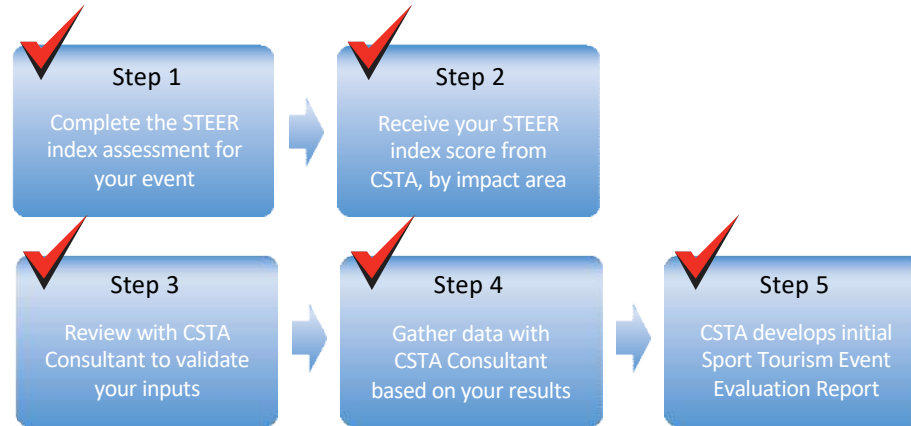 Step 1
Complete the STEER
index assessment for
your event
Step 2
Receive your STEER
index score from
CSTA, by impact area
Step 3
Review with CSTA
Consultant to validate
your inputs
Step 4
Gather data with
CSTA Consultant
based on your results
Step 5
CSTA develops initial
Sport Tourism Event
Evaluation Report